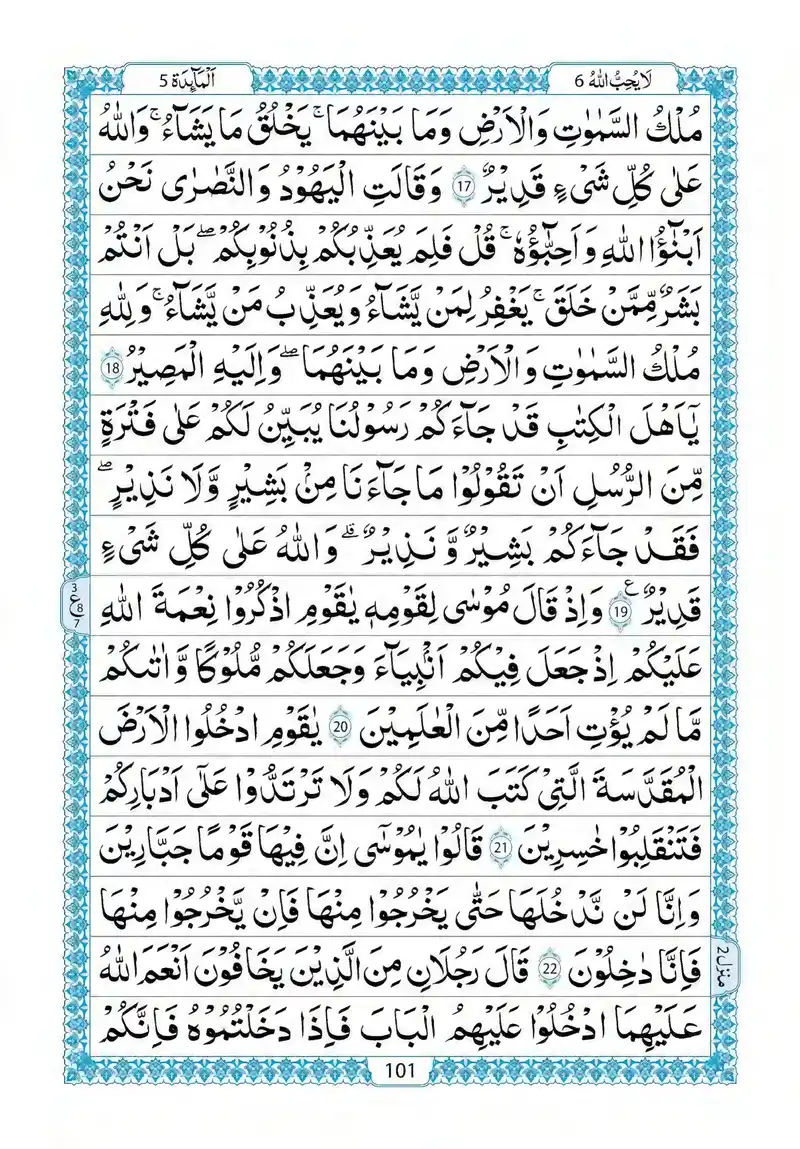 لَا يُحِبُّ اللّٰهُ 6
اَلْمَآئِدَة 5
مُلْكُ السَّمٰوٰتِ وَالْاَرْضِ وَمَا بَيْنَهُمَا ۚ يَخْلُقُ مَا يَشَآءُ ۚ وَاللّٰهُ
عَلٰى كُلِّ شَىْءٍ قَدِيْرٌ 17 وَقَالَتِ الْيَهُوْدُ وَالنَّصٰرٰى نَحْنُ
اَبْنٰٓؤُا اللّٰهِ وَاَحِبَّآؤُهٗ ۚ قُلْ فَلِمَ يُعَذِّبُكُمْ بِذُنُوْبِكُمْ ۖ بَلْ اَنْتُمْ
بَشَرٌ مِّمَّنْ خَلَقَ ۚ يَغْفِرُ لِمَنْ يَّشَآءُ وَيُعَذِّبُ مَنْ يَّشَآءُ ۚ وَلِلّٰهِ
مُلْكُ السَّمٰوٰتِ وَالْاَرْضِ وَمَا بَيْنَهُمَا ۖ وَاِلَيْهِ الْمَصِيْرُ 18
يٰٓاَهْلَ الْكِتٰبِ قَدْ جَآءَكُمْ رَسُوْلُنَا يُبَيِّنُ لَكُمْ عَلٰى فَتْرَةٍ
مِّنَ الرُّسُلِ اَنْ تَقُوْلُوْا مَا جَآءَنَا مِنْۢ بَشِيْرٍ وَّلَا نَذِيْرٍ ۖ
فَقَدْ جَآءَكُمْ بَشِيْرٌ وَّنَذِيْرٌ ۗ وَاللّٰهُ عَلٰى كُلِّ شَىْءٍ
قَدِيْرٌ 19 ع وَاِذْ قَالَ مُوْسٰى لِقَوْمِهٖ يٰقَوْمِ اذْكُرُوْا نِعْمَةَ اللّٰهِ
3 ع 8 7
عَلَيْكُمْ اِذْ جَعَلَ فِيْكُمْ اَنْۢبِيَآءَ وَجَعَلَكُمْ مُّلُوْكًا وَّاٰتٰىكُمْ
مَّا لَمْ يُؤْتِ اَحَدًا مِّنَ الْعٰلَمِيْنَ 20 يٰقَوْمِ ادْخُلُوا الْاَرْضَ
الْمُقَدَّسَةَ الَّتِىْ كَتَبَ اللّٰهُ لَكُمْ وَلَا تَرْتَدُّوْا عَلٰٓى اَدْبَارِكُمْ
فَتَنْقَلِبُوْا خٰسِرِيْنَ 21 قَالُوْا يٰمُوْسٰٓى اِنَّ فِيْهَا قَوْمًا جَبَّارِيْنَ
وَاِنَّا لَنْ نَّدْخُلَهَا حَتّٰى يَخْرُجُوْا مِنْهَا فَاِنْ يَّخْرُجُوْا مِنْهَا
فَاِنَّا دٰخِلُوْنَ 22 قَالَ رَجُلَانِ مِنَ الَّذِيْنَ يَخَافُوْنَ اَنْعَمَ اللّٰهُ
منزل 2
عَلَيْهِمَا ادْخُلُوْا عَلَيْهِمُ الْبَابَ فَاِذَا دَخَلْتُمُوْهُ فَاِنَّكُمْ
101